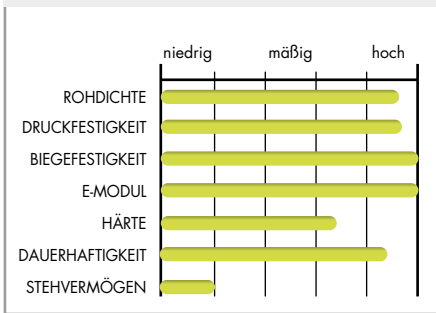 niedrig mäßig hoch
ROHDICHTE
DRUCKFESTIGKEIT
BIEGEFESTIGKEIT
E-MODUL
HÄRTE
DAUERHAFTIGKEIT
STEHVERMÖGEN